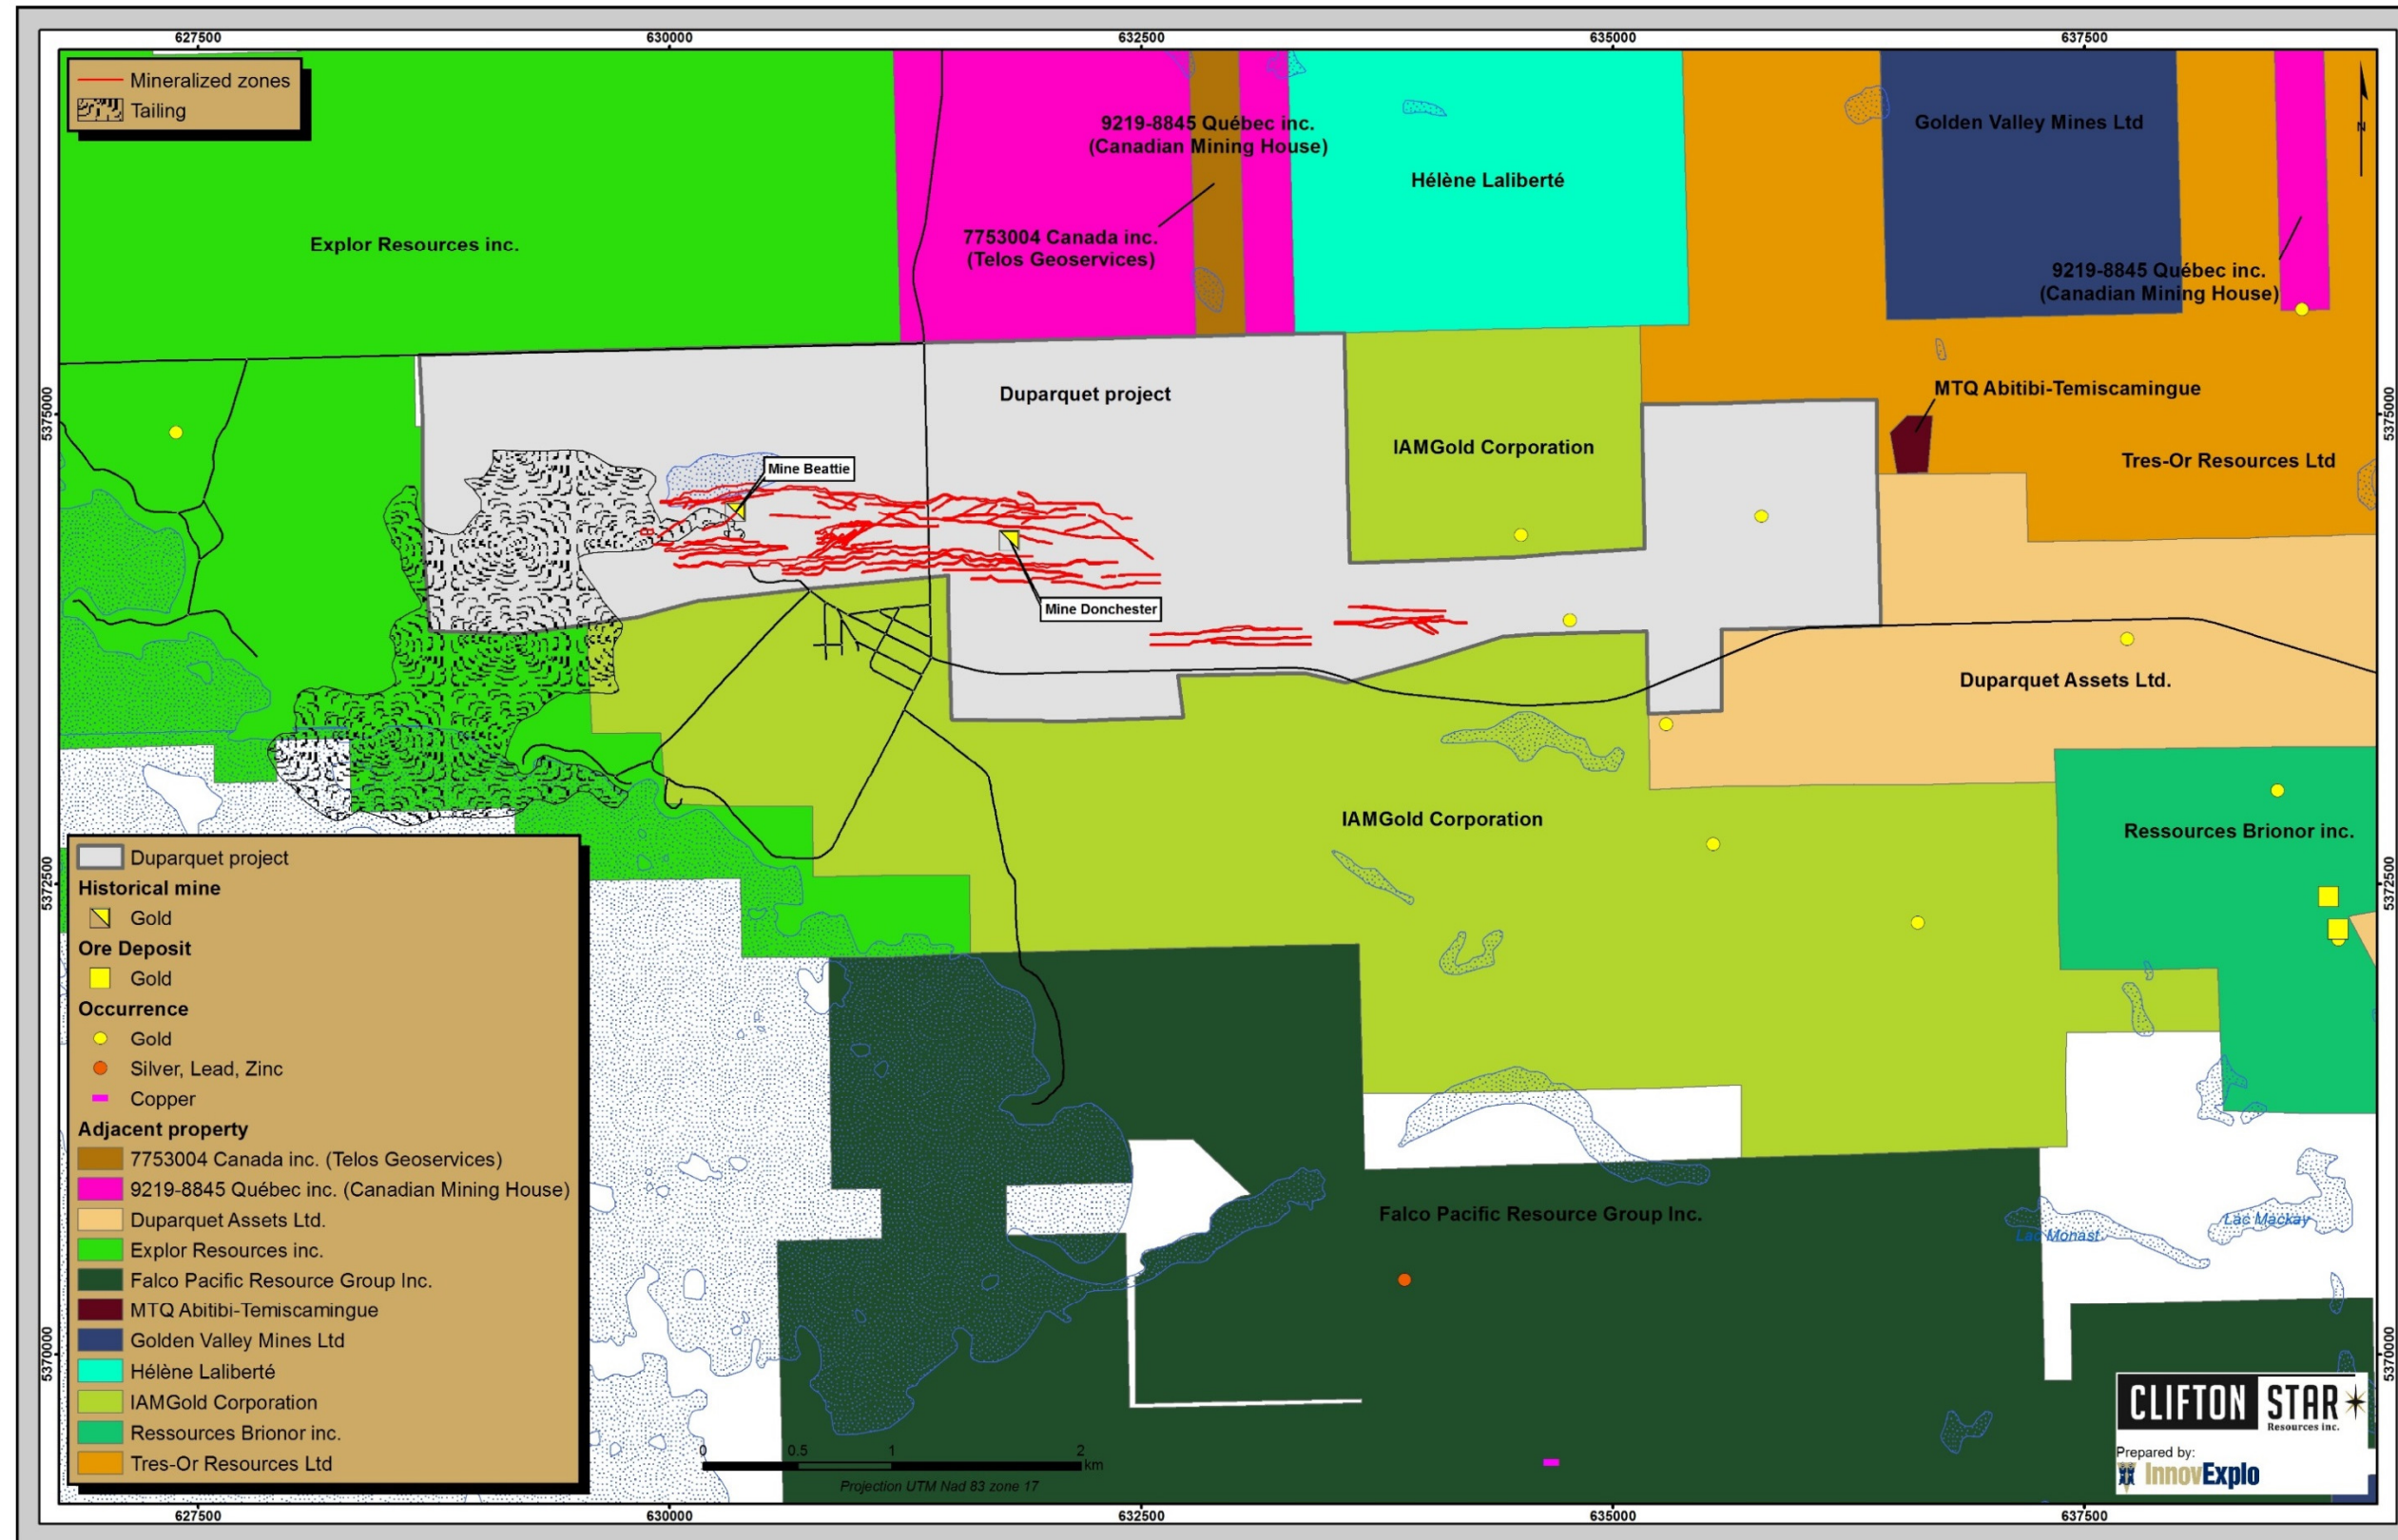 627500
630000
632500
635000
637500
Mineralized zones
Tailing
N
9219-8845 Québec inc.
(Canadian Mining House)
Golden Valley Mines Ltd
Hélène Laliberté
Explor Resources inc.
7753004 Canada inc.
(Telos Geoservices)
9219-8845 Québec inc.
(Canadian Mining House)
5375000
5375000
Duparquet project
MTQ Abitibi-Temiscamingue
IAMGold Corporation
Tres-Or Resources Ltd
Mine Beattie
Mine Donchester
Duparquet Assets Ltd.
IAMGold Corporation
Ressources Brionor inc.
5372500
5372500
Duparquet project
Historical mine
Gold
Ore Deposit
Gold
Occurrence
Gold
Silver, Lead, Zinc
Copper
Adjacent property
7753004 Canada inc. (Telos Geoservices)
9219-8845 Québec inc. (Canadian Mining House)
Duparquet Assets Ltd.
Explor Resources inc.
Falco Pacific Resource Group Inc.
MTQ Abitibi-Temiscamingue
Golden Valley Mines Ltd
Hélène Laliberté
IAMGold Corporation
Ressources Brionor inc.
Tres-Or Resources Ltd
Falco Pacific Resource Group Inc.
Lac Mackay
Lac Monast
5370000
5370000
CLIFTON STAR
Resources inc.
Prepared by:
InnovExplo
0 0.5 1 2
km
Projection UTM Nad 83 zone 17
627500
630000
632500
635000
637500